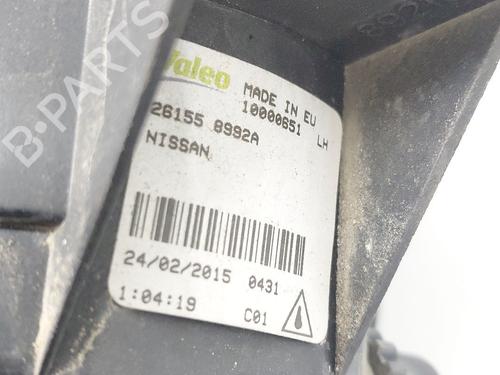 Valeo
MADE IN EU
10000651 LH
26155 8992A
NISSAN
24/02/2015 0431
1:04:19 C01
B-PARTS